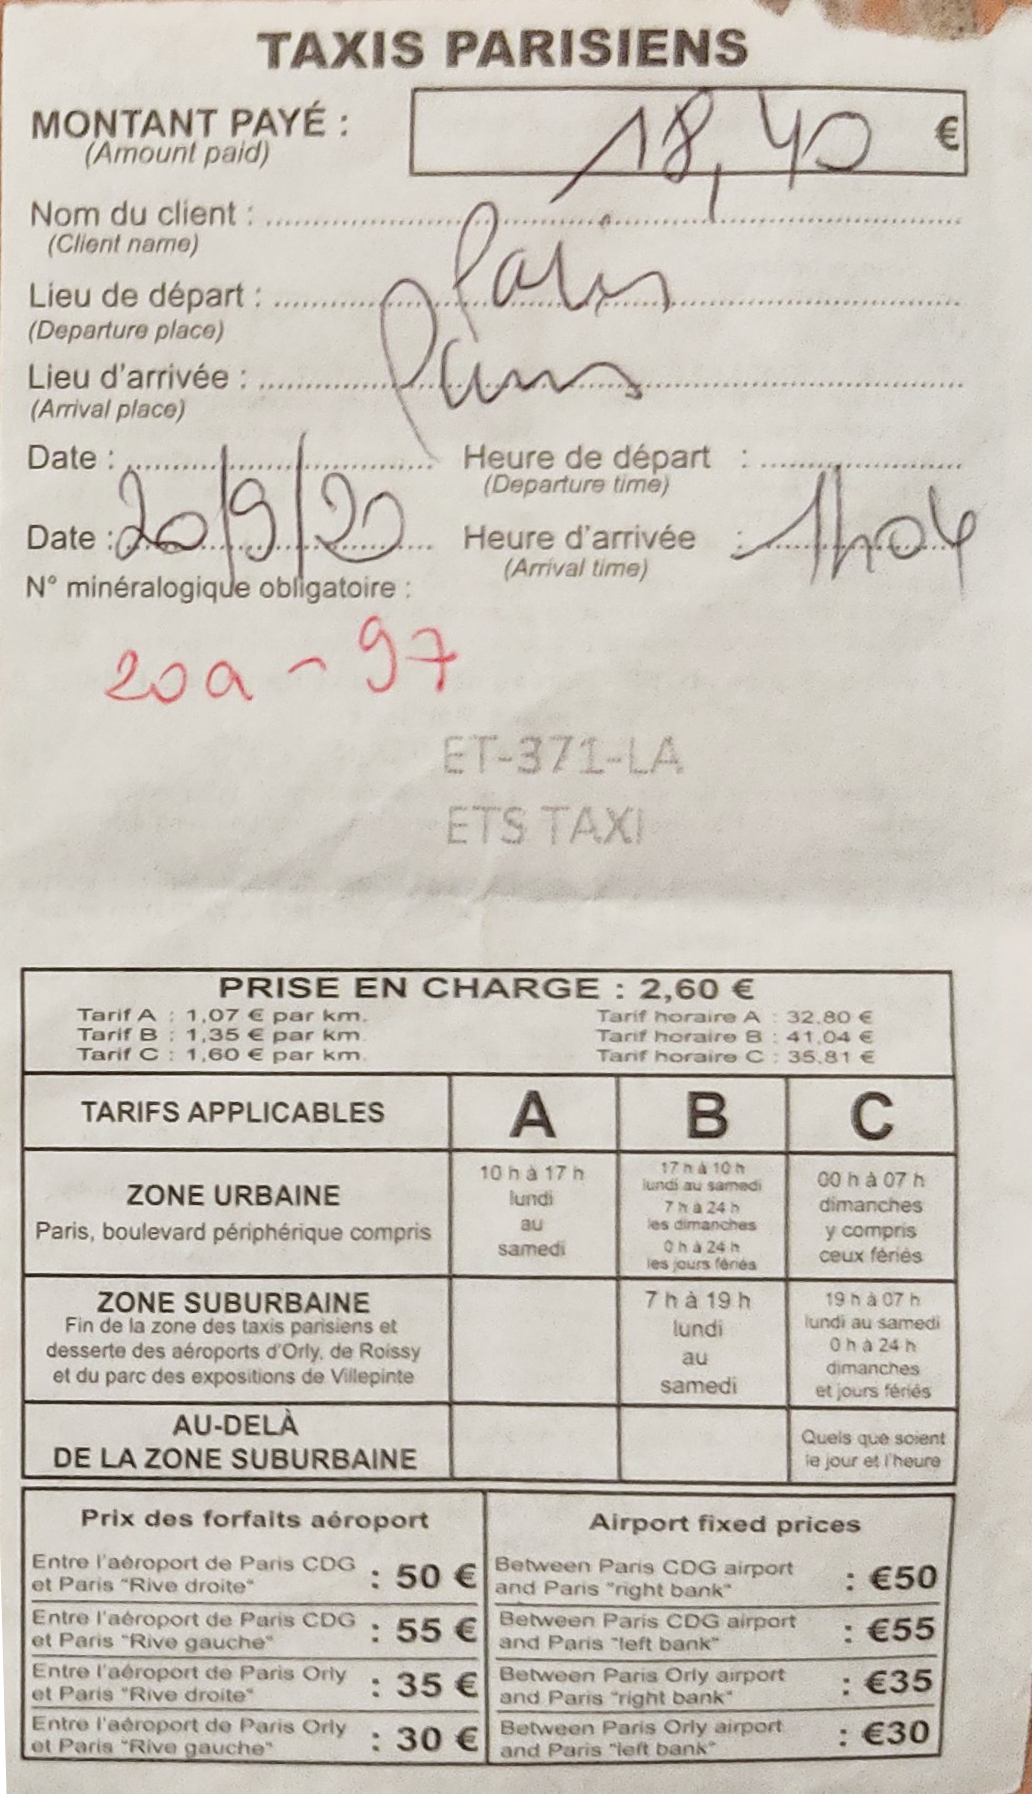 TAXIS PARISIENS
MONTANT PAYÉ : 18,40 €
(Amount paid)
Nom du client :
(Client name)
Lieu de départ : Paris
(Departure place)
Lieu d'arrivée : Paris
(Arrival place)
Date : Heure de départ :
(Departure time)
Date : 20/9/20 Heure d'arrivée : 1h04
(Arrival time)
N° minéralogique obligatoire :
20a - 97
ET-371-LA
ETS TAXI
PRISE EN CHARGE : 2,60 €
Tarif A : 1,07 € par km. Tarif horaire A : 32.80 €
Tarif B : 1,35 € par km. Tarif horaire B : 41,04 €
Tarif C : 1,60 € par km. Tarif horaire C : 35,81 €
TARIFS APPLICABLES A B C
ZONE URBAINE
Paris, boulevard périphérique compris
10 h à 17 h
lundi
au
samedi
17 h à 10 h
lundi au samedi
7 h à 24 h
les dimanches
0 h à 24 h
les jours fériés
00 h à 07 h
dimanches
y compris
ceux fériés
ZONE SUBURBAINE
Fin de la zone des taxis parisiens et
desserte des aéroports d'Orly, de Roissy
et du parc des expositions de Villepinte
7 h à 19 h
lundi
au
samedi
19 h à 07 h
lundi au samedi
0 h à 24 h
dimanches
et jours fériés
AU-DELÀ
DE LA ZONE SUBURBAINE
Quels que soient
le jour et l'heure
Prix des forfaits aéroport
Entre l'aéroport de Paris CDG
et Paris "Rive droite" : 50 €
Entre l'aéroport de Paris CDG
et Paris "Rive gauche" : 55 €
Entre l'aéroport de Paris Orly
et Paris "Rive droite" : 35 €
Entre l'aéroport de Paris Orly
et Paris "Rive gauche" : 30 €
Airport fixed prices
Between Paris CDG airport
and Paris "right bank" : €50
Between Paris CDG airport
and Paris "left bank" : €55
Between Paris Orly airport
and Paris "right bank" : €35
Between Paris Orly airport
and Paris "left bank" : €30